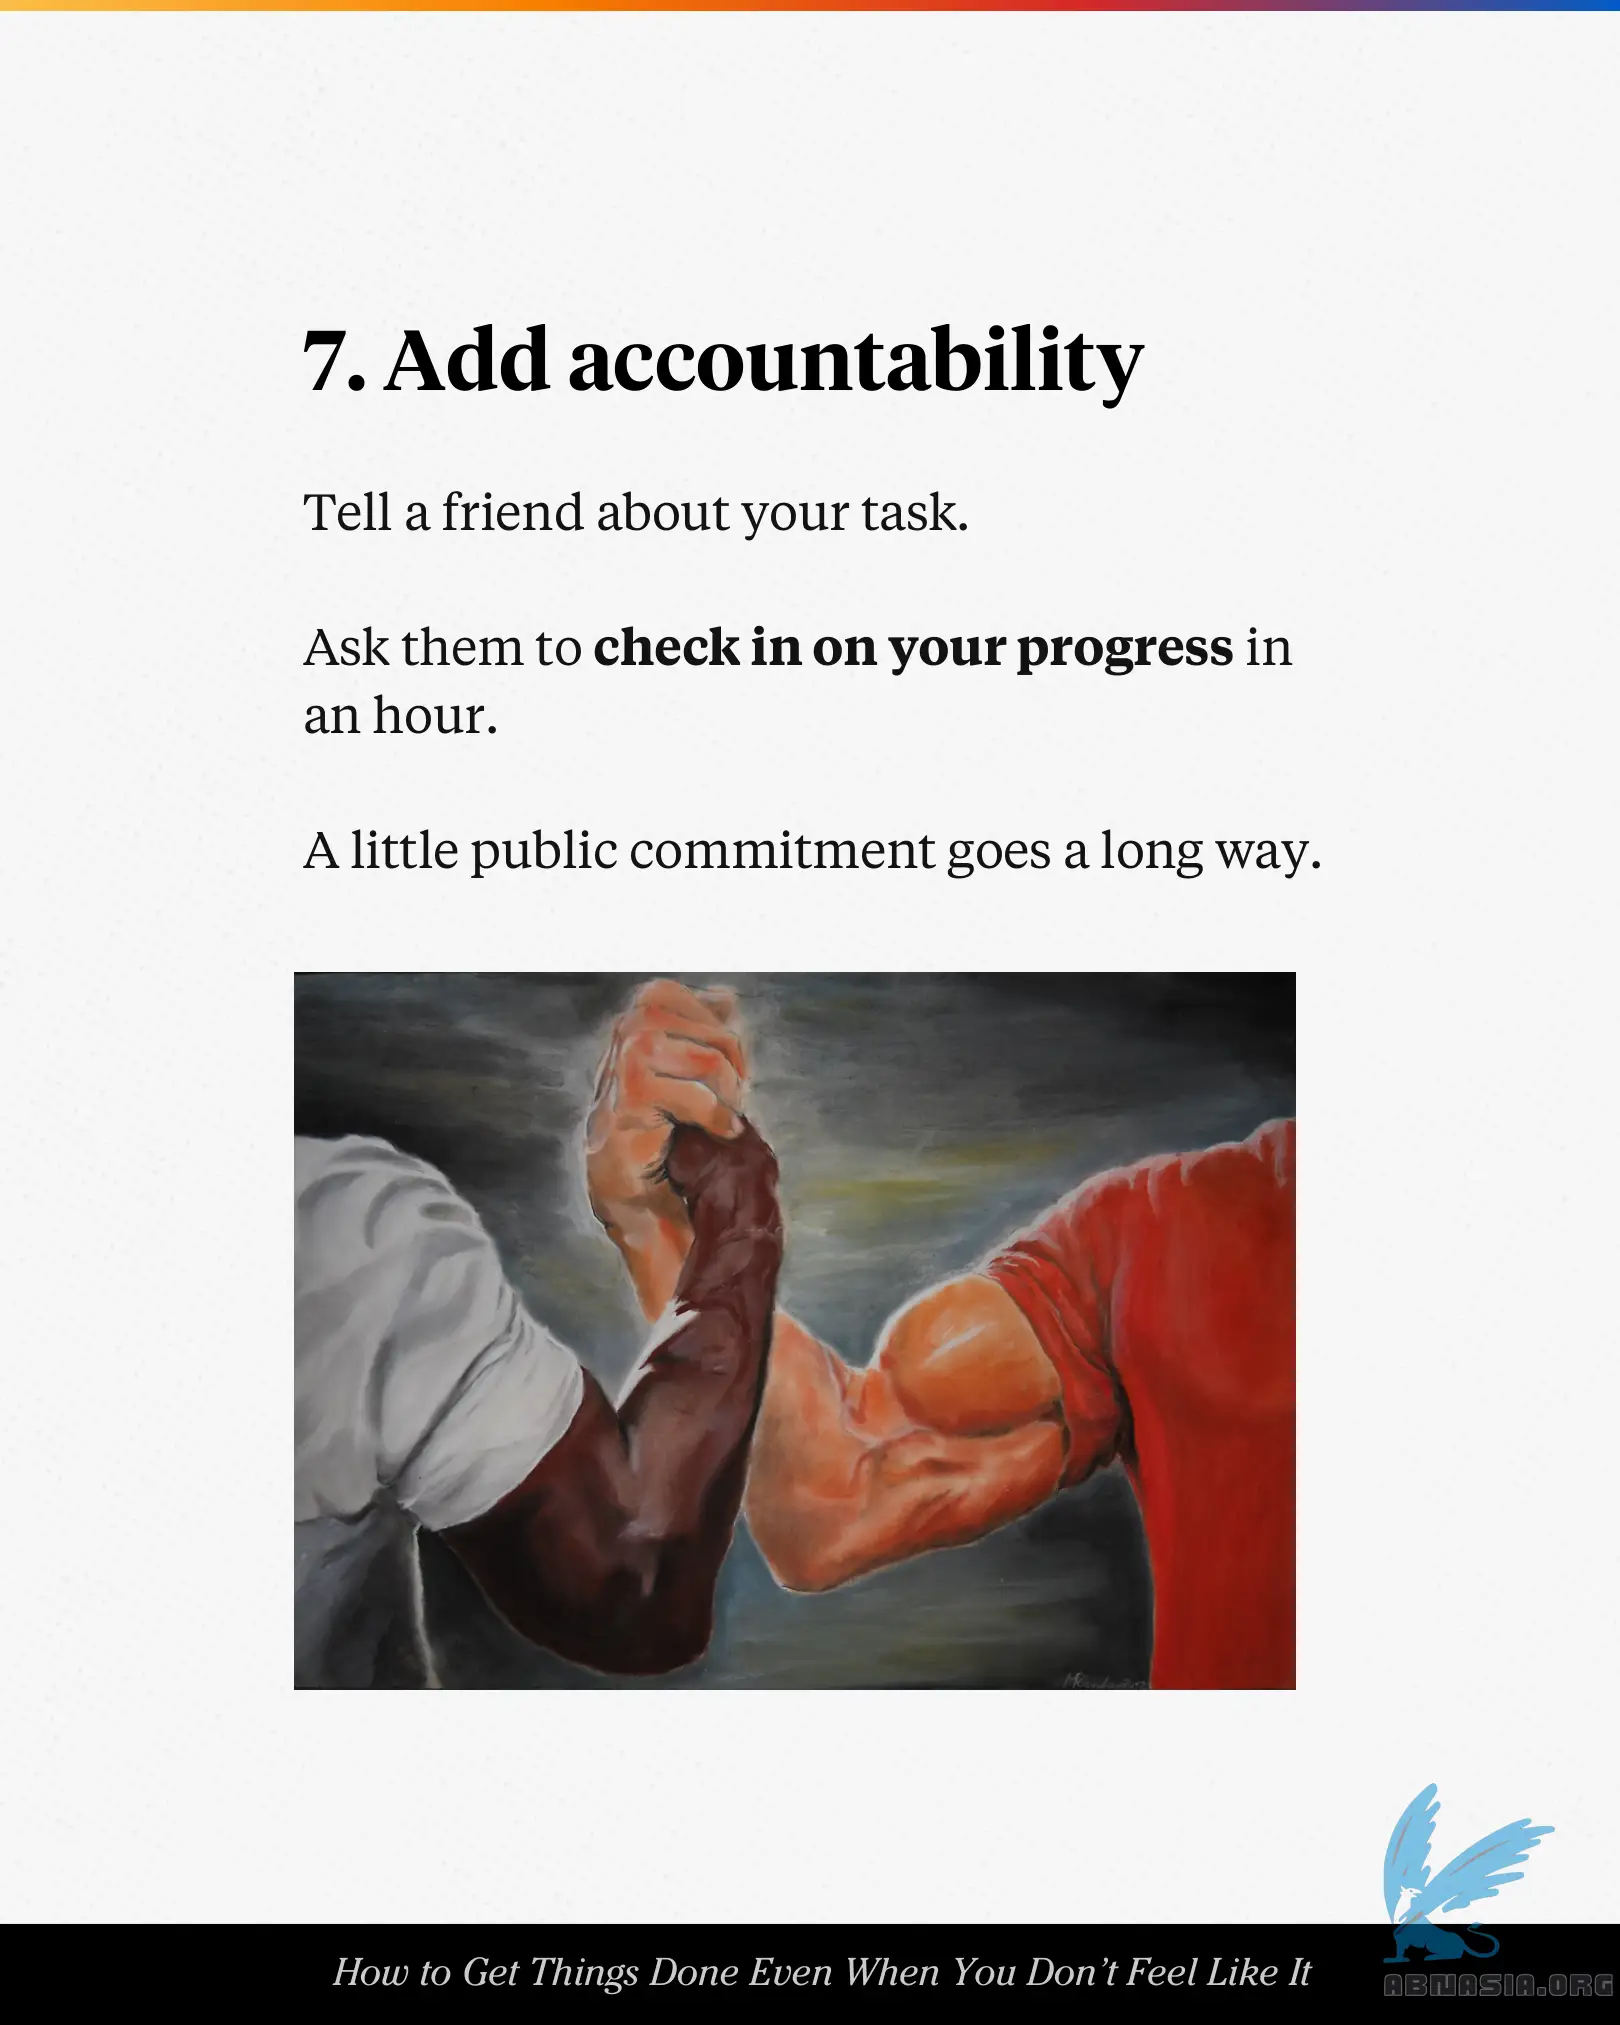 7. Add accountability
Tell a friend about your task.
Ask them to check in on your progress in
an hour.
A little public commitment goes a long way.
How to Get Things Done Even When You Don’t Feel Like It
ABNASIA.ORG